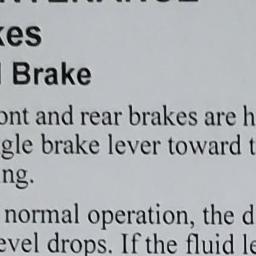 kes
Brake
ont and rear brakes are h
gle brake lever toward t
ng.
normal operation, the d
evel drops. If the fluid le